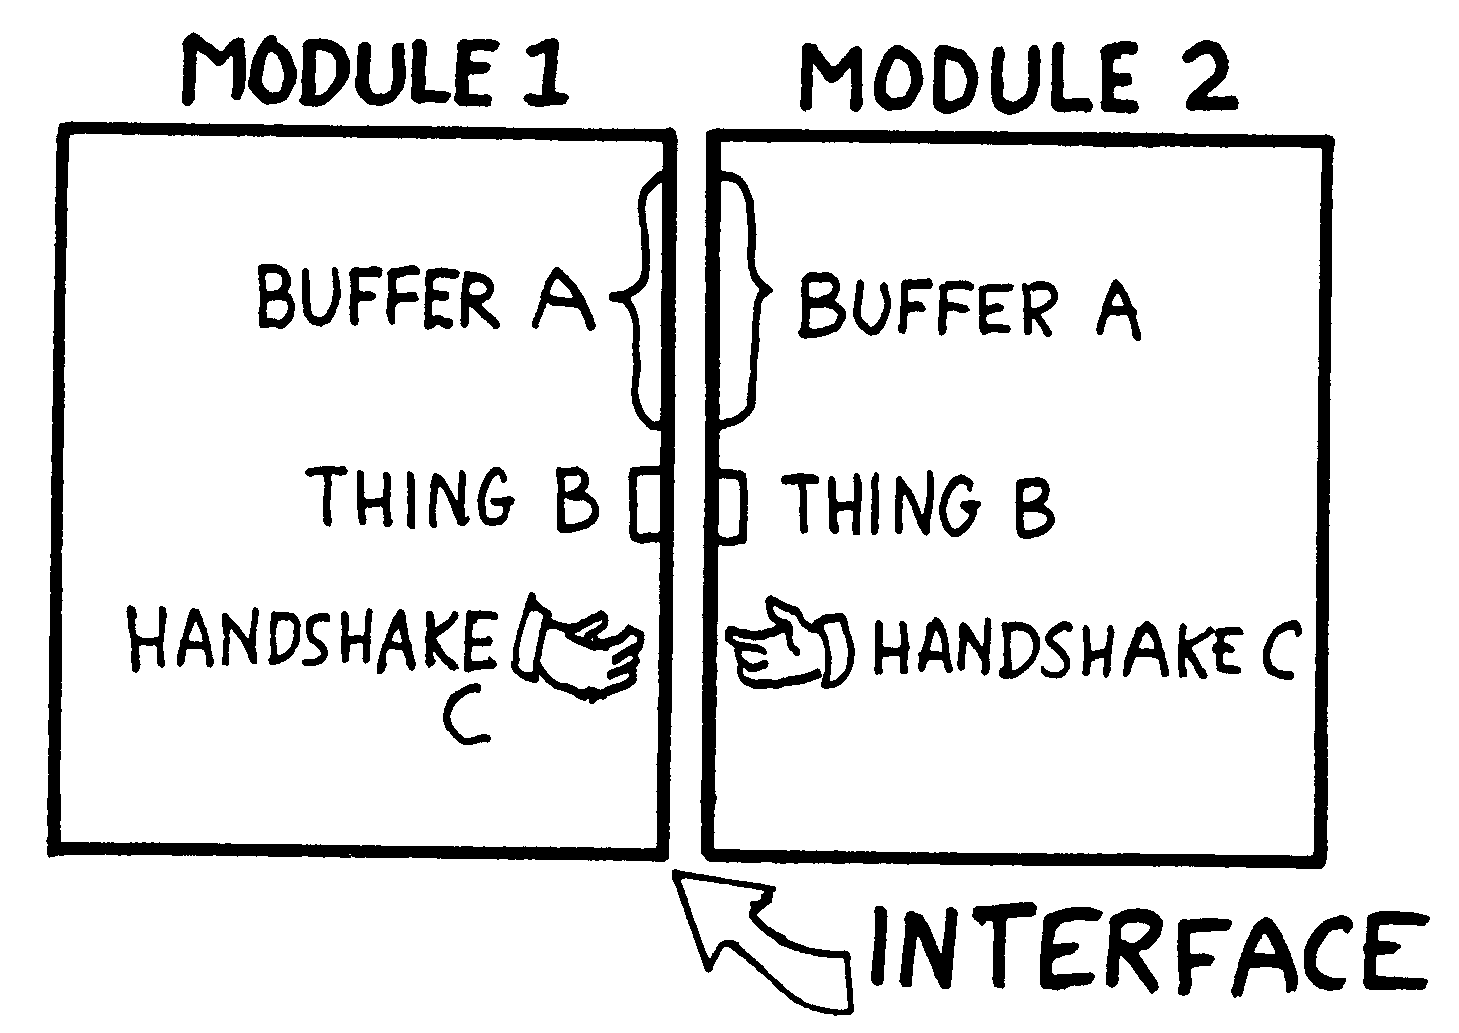 MODULE 1
BUFFER A
THING B
HANDSHAKE
C
MODULE 2
BUFFER A
THING B
HANDSHAKE C
INTERFACE